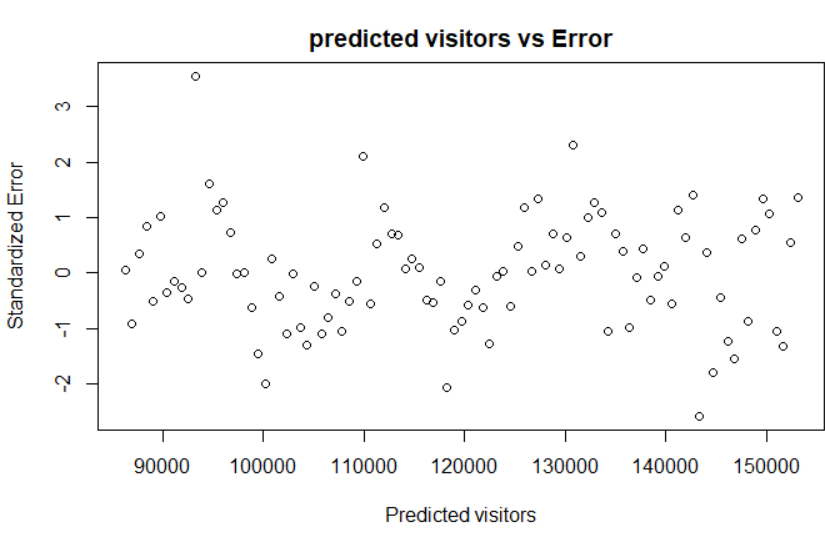 predicted visitors vs Error
Standardized Error
3
2
1
0
-1
-2
90000 100000 110000 120000 130000 140000 150000
Predicted visitors